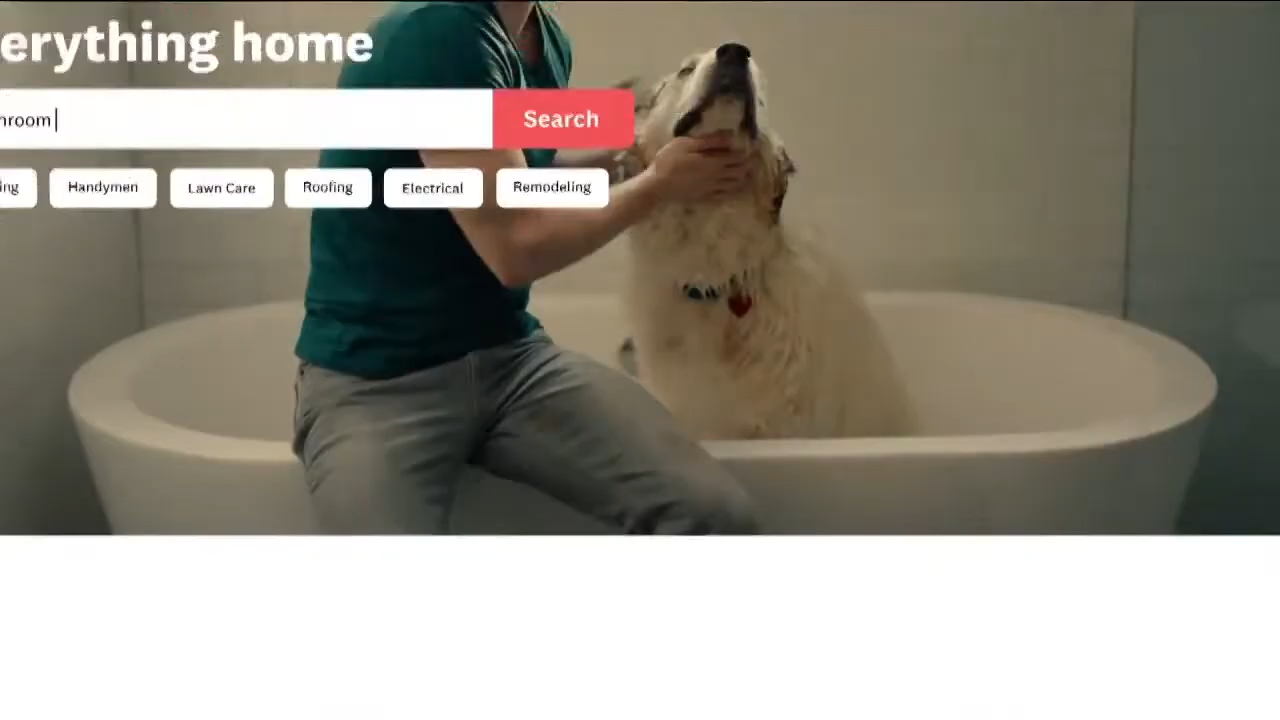 erything home
hroom
Search
ing
Handymen
Lawn Care
Roofing
Electrical
Remodeling